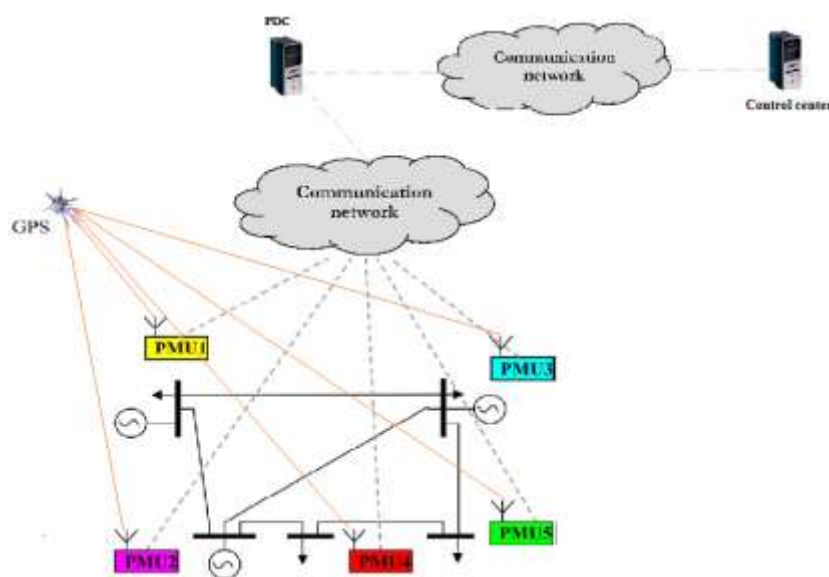 PDC
Communication
network
Control center
Communication
network
GPS
PMU1
PMU3
PMU5
PMU2
PMU4